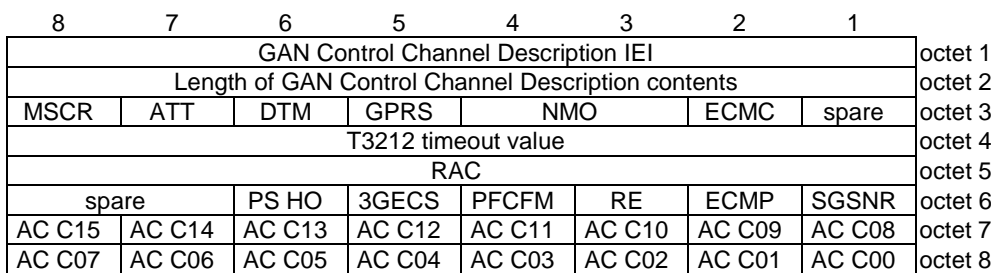 8 7 6 5 4 3 2 1
GAN Control Channel Description IEI octet 1
Length of GAN Control Channel Description contents octet 2
MSCR ATT DTM GPRS NMO ECMC spare octet 3
T3212 timeout value octet 4
RAC octet 5
spare PS HO 3GECS PFCFM RE ECMP SGSNR octet 6
AC C15 AC C14 AC C13 AC C12 AC C11 AC C10 AC C09 AC C08 octet 7
AC C07 AC C06 AC C05 AC C04 AC C03 AC C02 AC C01 AC C00 octet 8